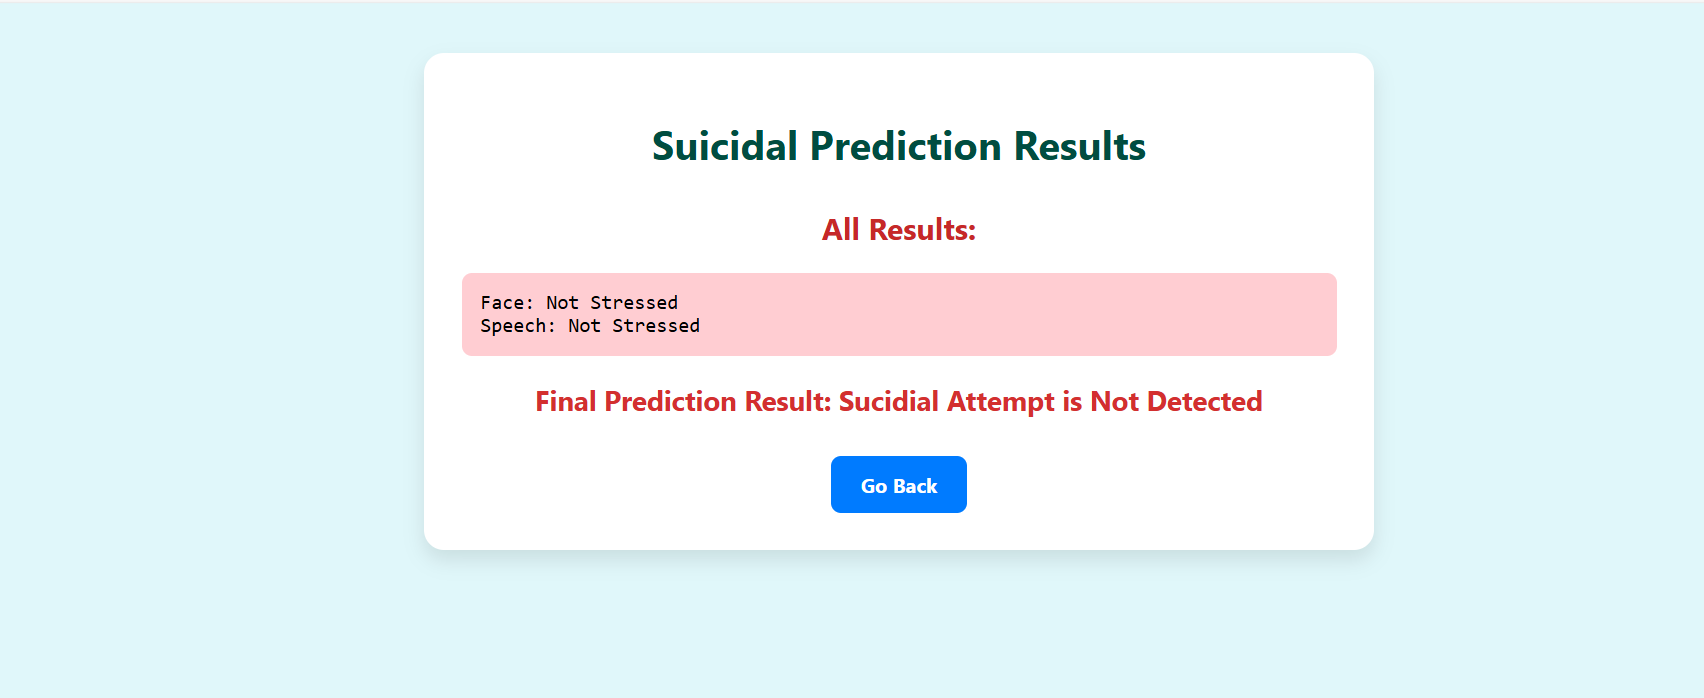 Suicidal Prediction Results
All Results:
Face: Not Stressed
Speech: Not Stressed
Final Prediction Result: Sucidial Attempt is Not Detected
Go Back